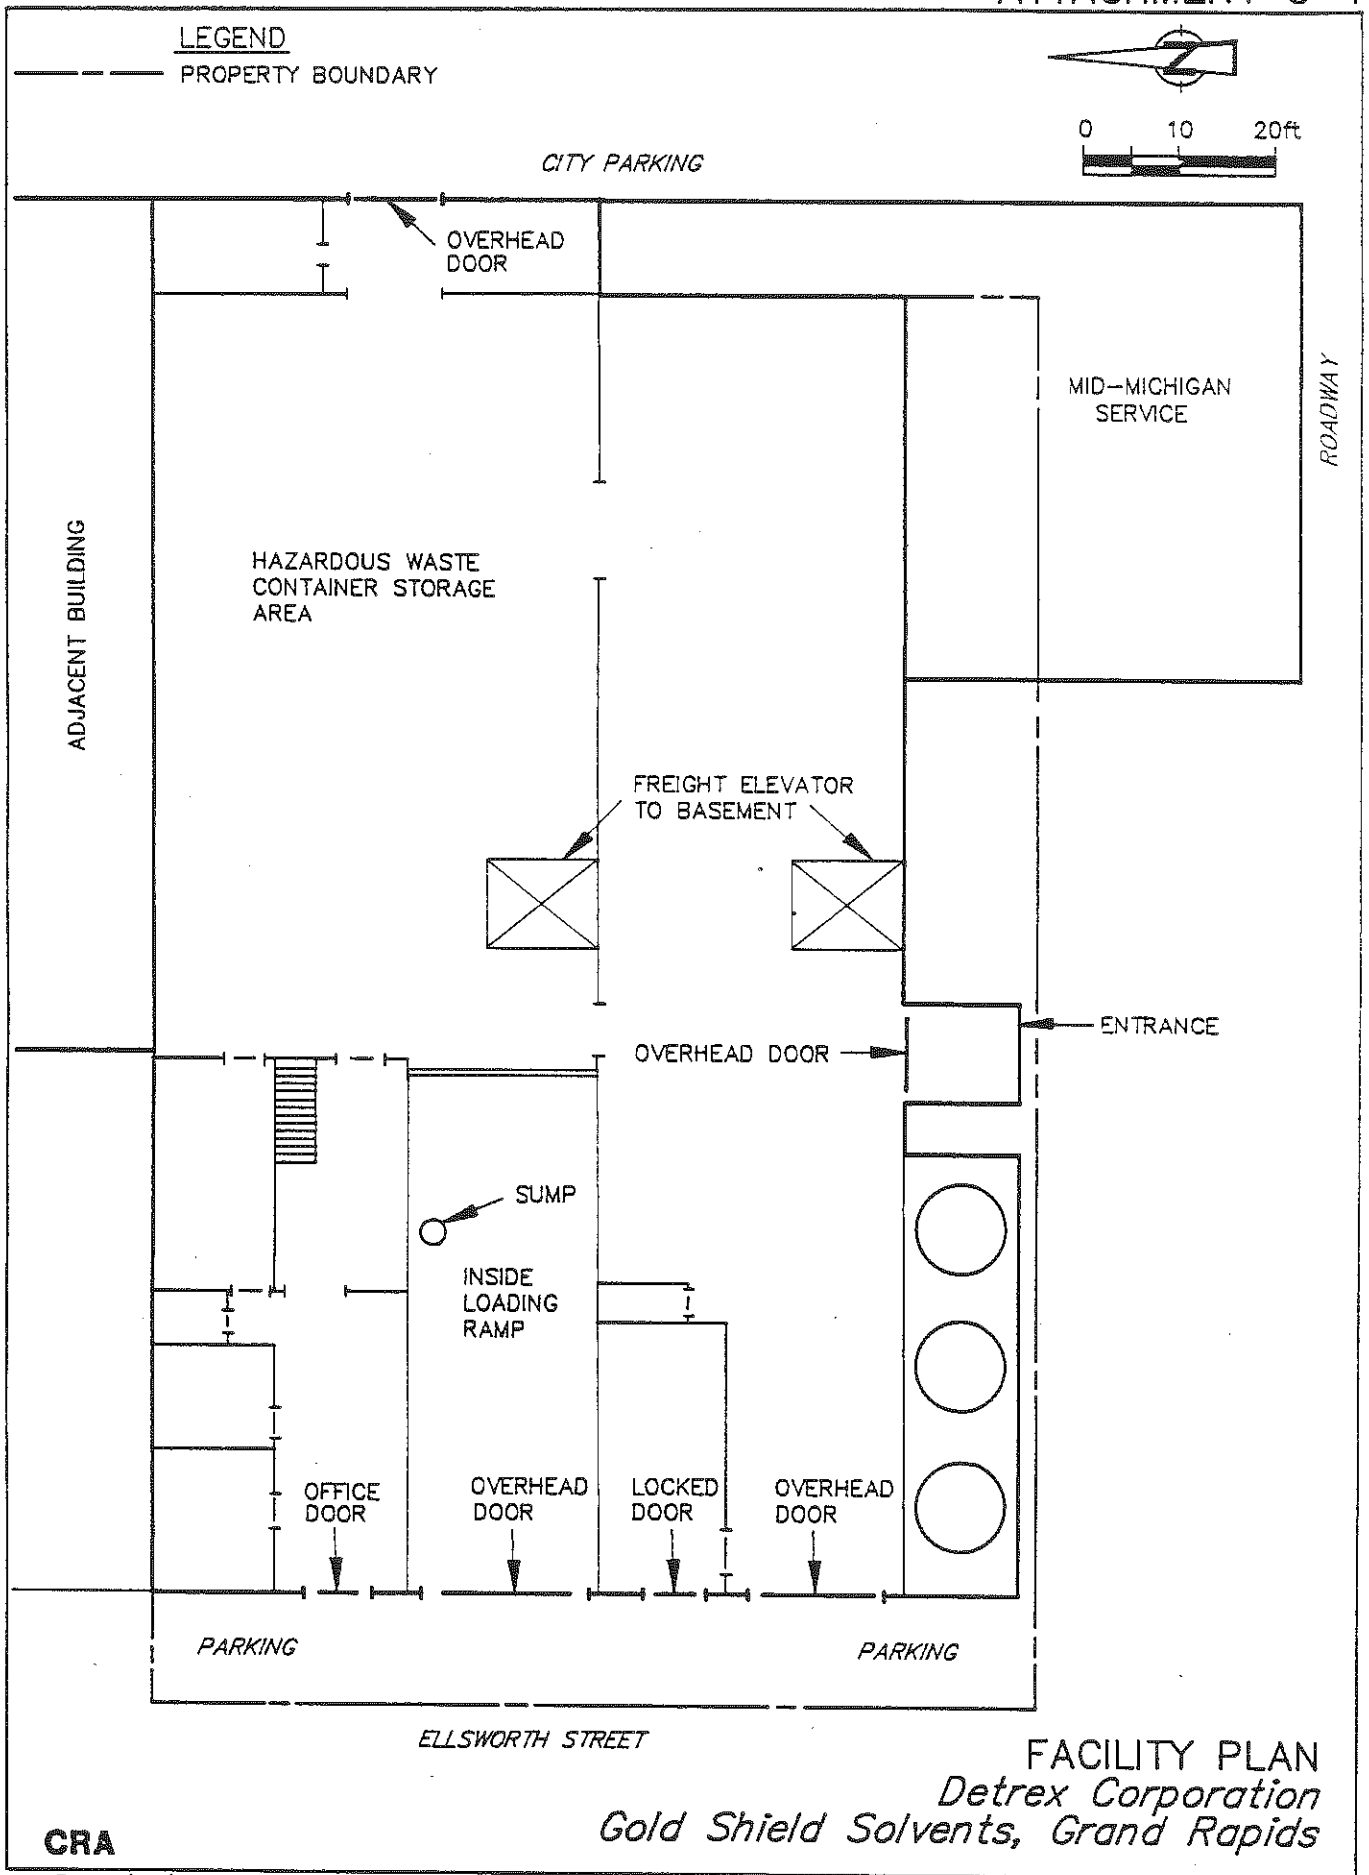 LEGEND
PROPERTY BOUNDARY
N
0 10 20ft
CITY PARKING
OVERHEAD
DOOR
MID-MICHIGAN
SERVICE
ROADWAY
ADJACENT BUILDING
HAZARDOUS WASTE
CONTAINER STORAGE
AREA
FREIGHT ELEVATOR
TO BASEMENT
ENTRANCE
OVERHEAD DOOR
SUMP
INSIDE
LOADING
RAMP
OFFICE
DOOR
OVERHEAD
DOOR
LOCKED
DOOR
OVERHEAD
DOOR
PARKING
PARKING
ELLSWORTH STREET
FACILITY PLAN
Detrex Corporation
Gold Shield Solvents, Grand Rapids
CRA